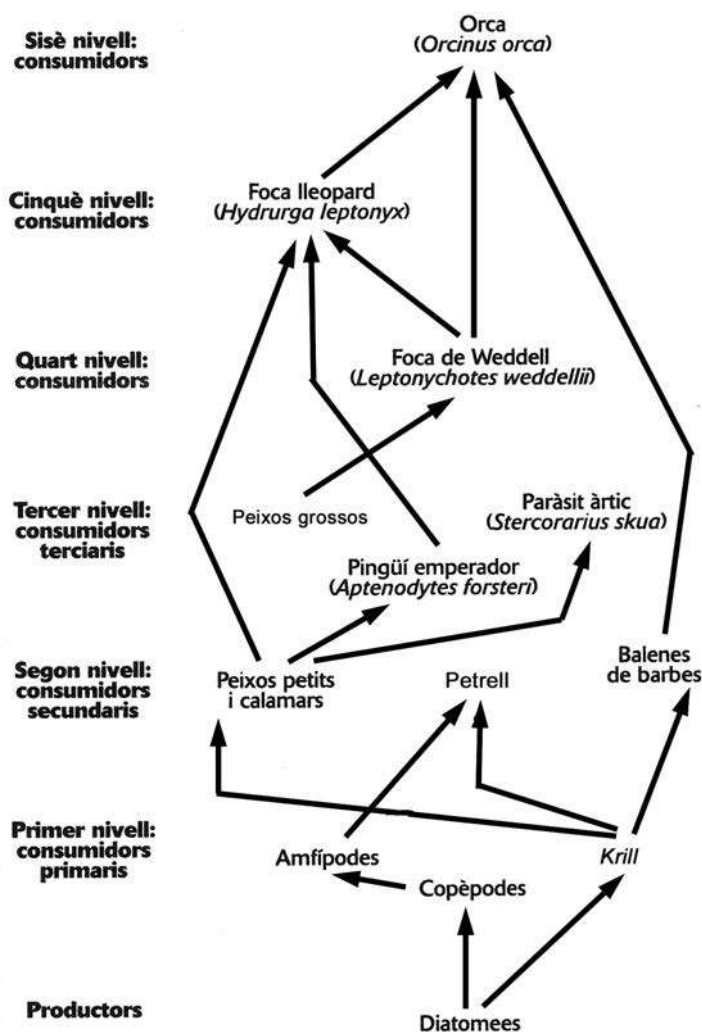 Sisè nivell:
consumidors
Orca
(Orcinus orca)
Cinquè nivell:
consumidors
Foca lleopard
(Hydrurga leptonyx)
Quart nivell:
consumidors
Foca de Weddell
(Leptonychotes weddellii)
Tercer nivell:
consumidors
terciaris
Peixos grossos
Paràsit àrtic
(Stercorarius skua)
Pingüí emperador
(Aptenodytes forsteri)
Segon nivell:
consumidors
secundaris
Peixos petits
i calamars
Petrell
Balenes
de barbes
Primer nivell:
consumidors
primaris
Amfípodes
Copèpodes
Krill
Productors
Diatomees